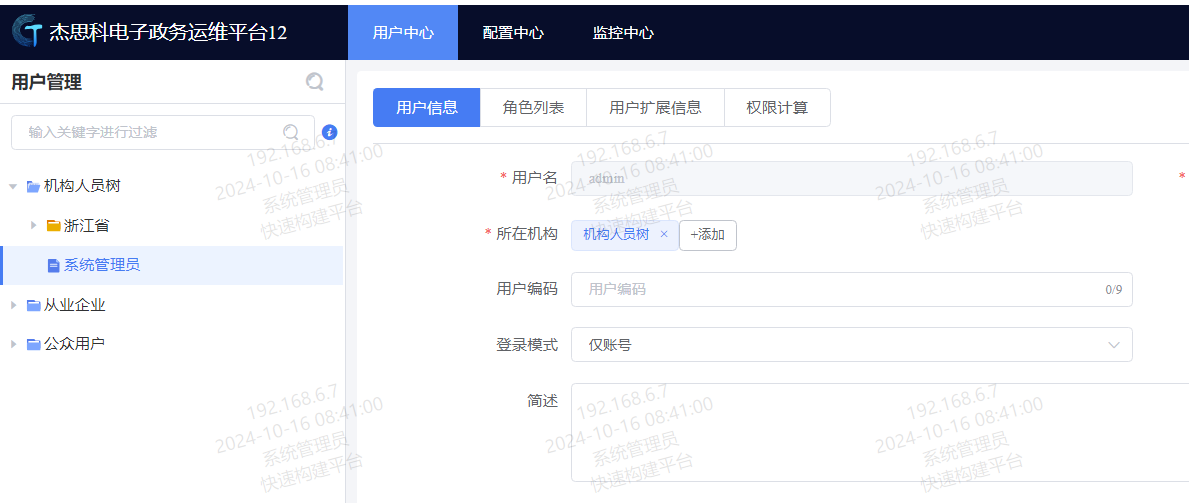 杰思科电子政务运维平台12
用户中心
配置中心
监控中心
用户管理
输入关键字进行过滤
机构人员树
浙江省
系统管理员
从业企业
公众用户
用户信息
角色列表
用户扩展信息
权限计算
* 用户名
admin
*
* 所在机构
机构人员树 ×
+添加
用户编码
用户编码
0/9
登录模式
仅账号
简述
192.168.6.7
2024-10-16 08:41:00
系统管理员
快速构建平台
192.168.6.7
2024-10-16 08:41:00
系统管理员
快速构建平台
192.168.6.7
2024-10-16 08:41:00
系统管理员
快速构建平台
192.168.6.7
2024-10-16 08:41:00
系统管理员
快速构建平台
192.168.6.7
2024-10-16 08:41:00
系统管理员
快速构建平台
192.168.6.7
2024-10-16 08:41:00
系统管理员
快速构建平台